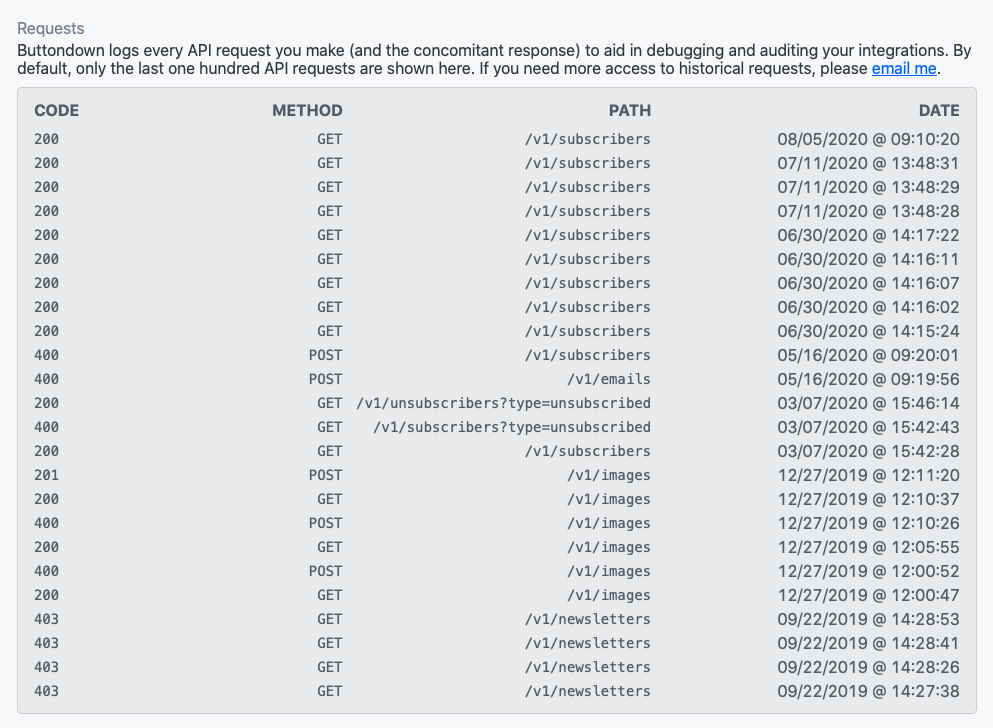 Requests
Buttondown logs every API request you make (and the concomitant response) to aid in debugging and auditing your integrations. By
default, only the last one hundred API requests are shown here. If you need more access to historical requests, please email me.
CODE METHOD PATH DATE
200 GET /v1/subscribers 08/05/2020 @ 09:10:20
200 GET /v1/subscribers 07/11/2020 @ 13:48:31
200 GET /v1/subscribers 07/11/2020 @ 13:48:29
200 GET /v1/subscribers 07/11/2020 @ 13:48:28
200 GET /v1/subscribers 06/30/2020 @ 14:17:22
200 GET /v1/subscribers 06/30/2020 @ 14:16:11
200 GET /v1/subscribers 06/30/2020 @ 14:16:07
200 GET /v1/subscribers 06/30/2020 @ 14:16:02
200 GET /v1/subscribers 06/30/2020 @ 14:15:24
400 POST /v1/subscribers 05/16/2020 @ 09:20:01
400 POST /v1/emails 05/16/2020 @ 09:19:56
200 GET /v1/unsubscribers?type=unsubscribed 03/07/2020 @ 15:46:14
400 GET /v1/subscribers?type=unsubscribed 03/07/2020 @ 15:42:43
200 GET /v1/subscribers 03/07/2020 @ 15:42:28
201 POST /v1/images 12/27/2019 @ 12:11:20
200 GET /v1/images 12/27/2019 @ 12:10:37
400 POST /v1/images 12/27/2019 @ 12:10:26
200 GET /v1/images 12/27/2019 @ 12:05:55
400 POST /v1/images 12/27/2019 @ 12:00:52
200 GET /v1/images 12/27/2019 @ 12:00:47
403 GET /v1/newsletters 09/22/2019 @ 14:28:53
403 GET /v1/newsletters 09/22/2019 @ 14:28:41
403 GET /v1/newsletters 09/22/2019 @ 14:28:26
403 GET /v1/newsletters 09/22/2019 @ 14:27:38